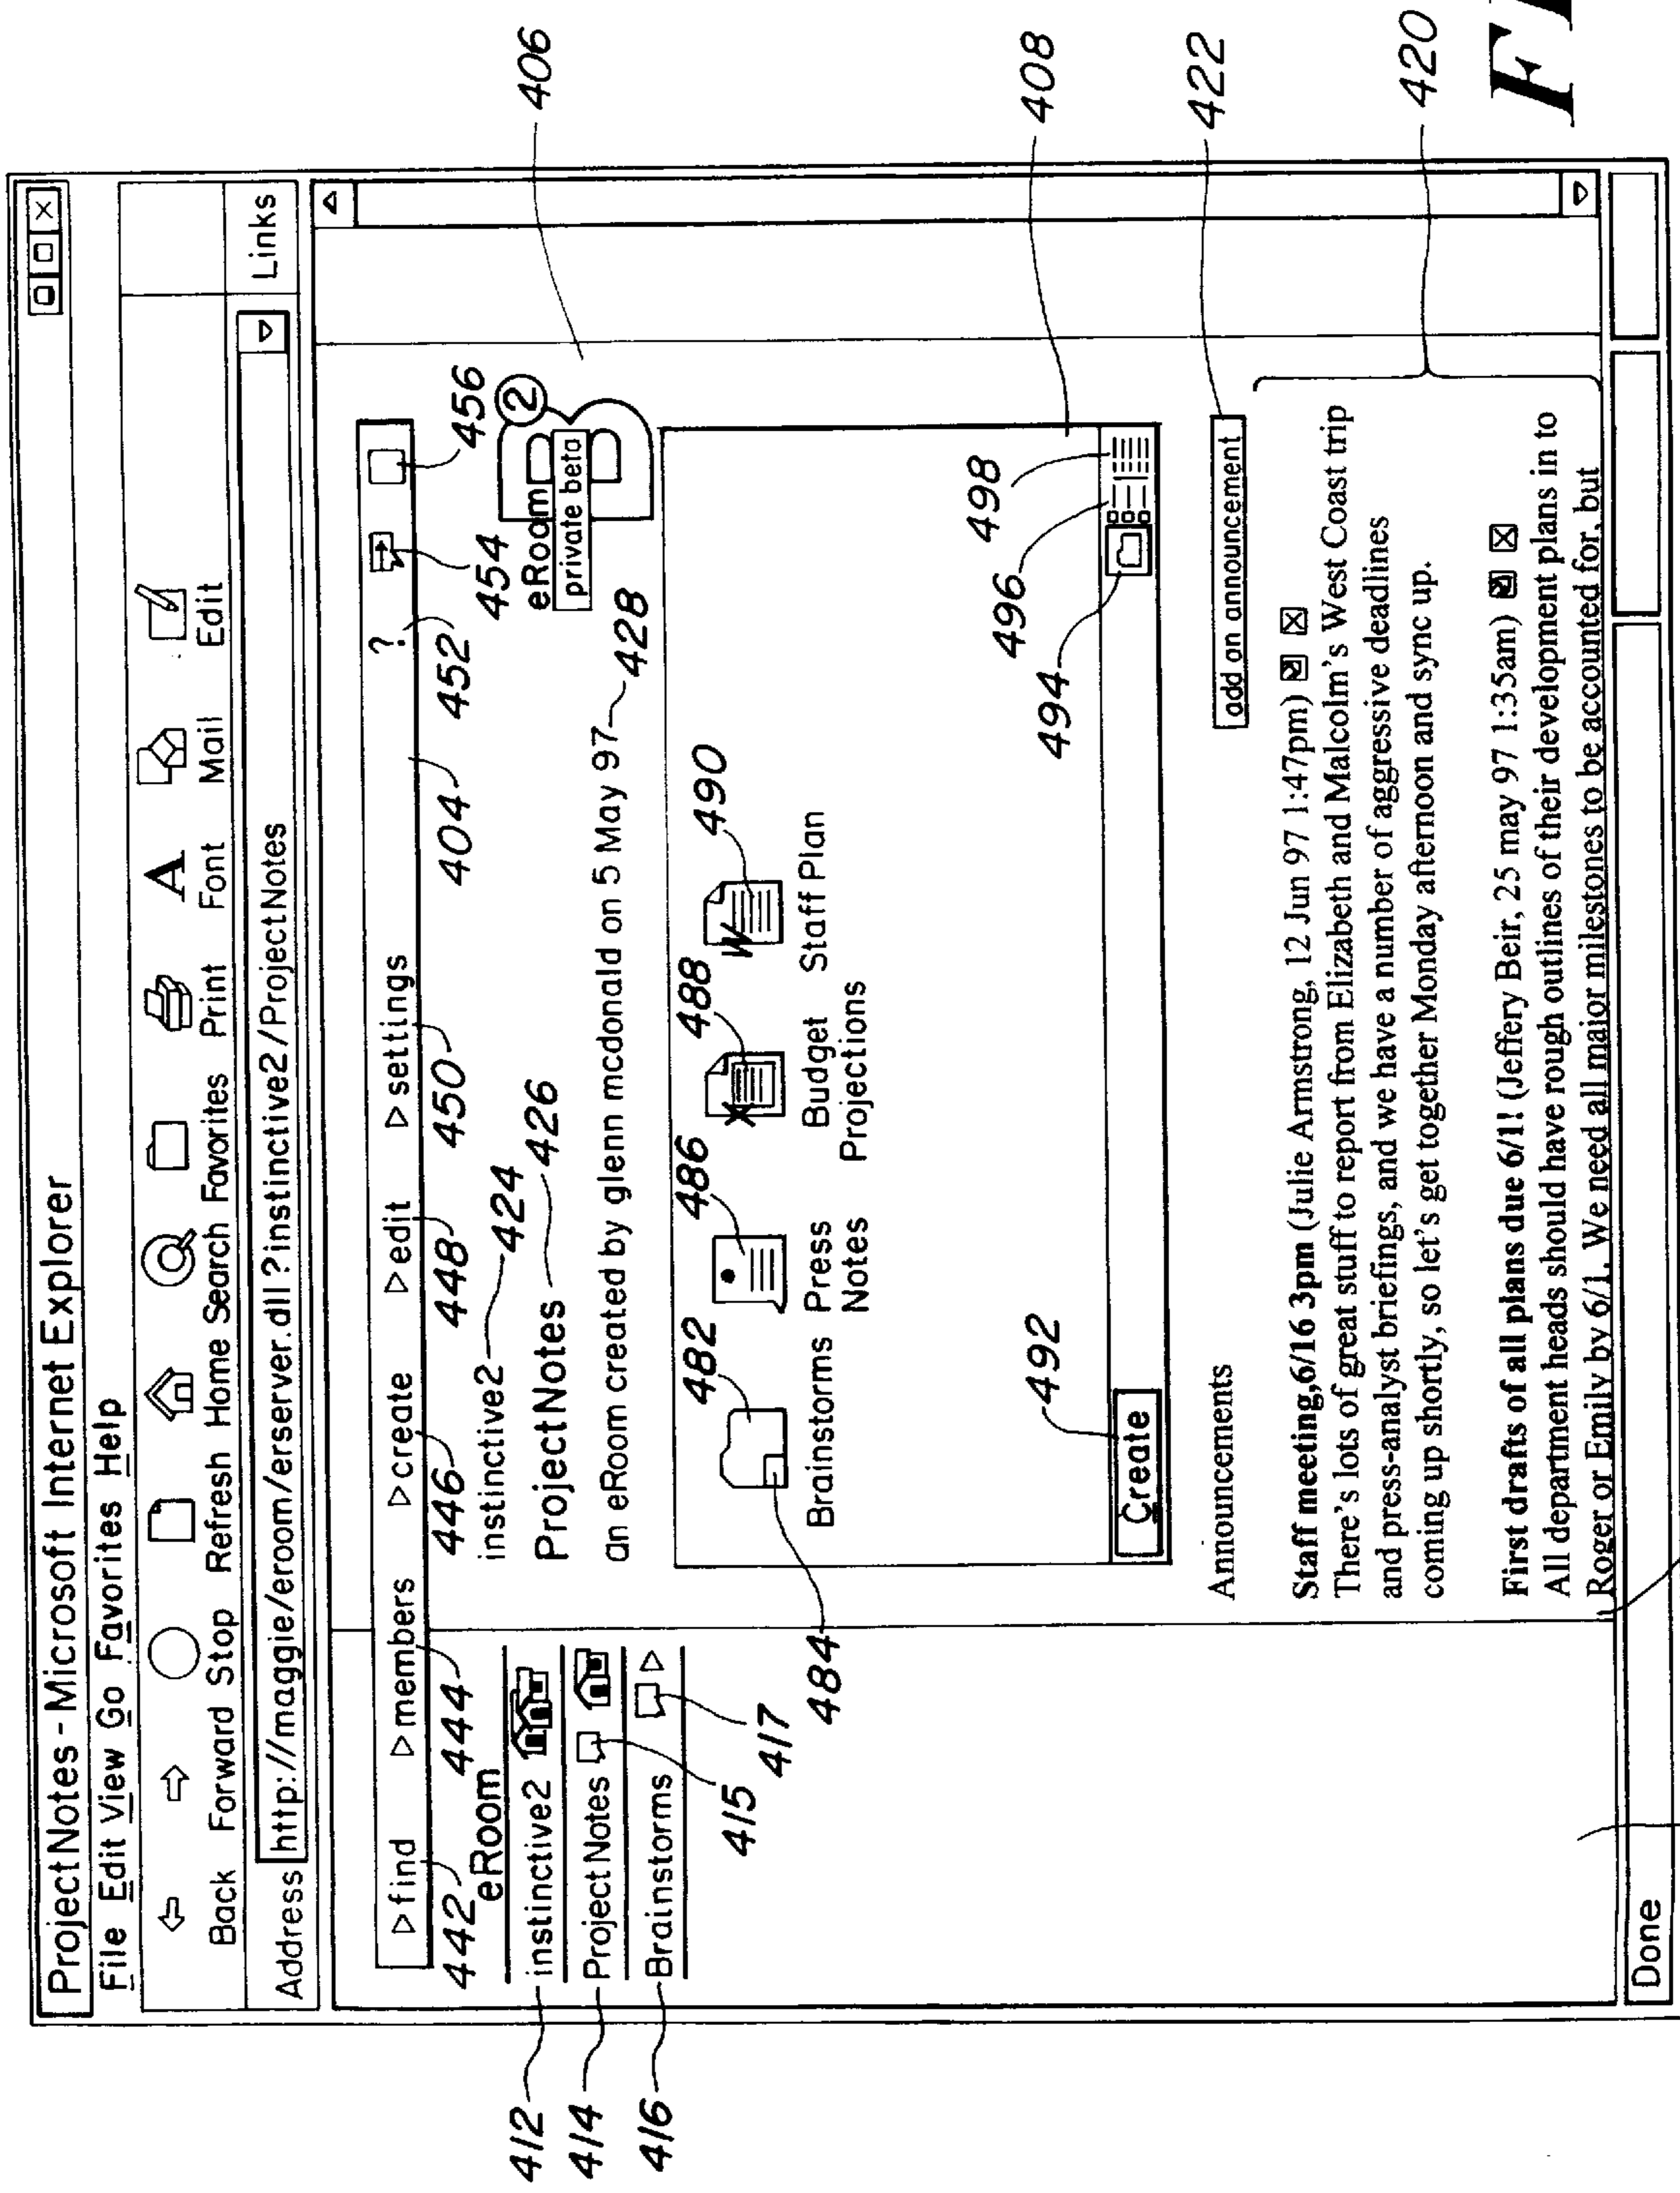 ProjectNotes - Microsoft Internet Explorer
File Edit View Go Favorites Help
Back Forward Stop Refresh Home Search Favorites Print Font Mail Edit
Address http://maggie/eroom/erserver.dll?instinctive2/ProjectNotes Links
▷find ▷members ▷create ▷edit ▷settings ?
442 444 446 448 450 404 452 454 456
406
eRoom
412 instinctive2
414 ProjectNotes
416 Brainstorms
415
417
instinctive2 424
ProjectNotes 426
eRoom 2
private beta
an eRoom created by glenn mcdonald on 5 May 97 428
482 486 488 490
W
Brainstorms Press Notes Budget Projections Staff Plan
484
492 494 496 498
408
Create
422
Announcements add an announcement
420
Staff meeting,6/16 3pm (Julie Armstrong, 12 Jun 97 1:47pm)
There's lots of great stuff to report from Elizabeth and Malcolm's West Coast trip
and press-analyst briefings, and we have a number of aggressive deadlines
coming up shortly, so let's get together Monday afternoon and sync up.
First drafts of all plans due 6/1! (Jeffery Beir, 25 may 97 1:35am)
All department heads should have rough outlines of their development plans in to
Roger or Emily by 6/1. We need all major milestones to be accounted for, but
Done